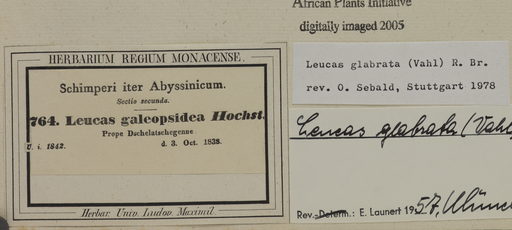 African Plants Initiative
digitally imaged 2005
HERBARIUM REGIUM MONACENSE.
Schimperi iter Abyssinicum.
Sectio secunda.
764. Leucas galeopsidea Hochst.
Prope Dschelatschegenne
U. i. 1842. d. 3. Oct. 1838.
Herbar. Univ. Ludov. Maximil.
Leucas glabrata (Vahl) R. Br.
rev. O. Sebald, Stuttgart 1978
Leucas glabrata (Vahl
Rev. Determ.: E. Launert 1957,